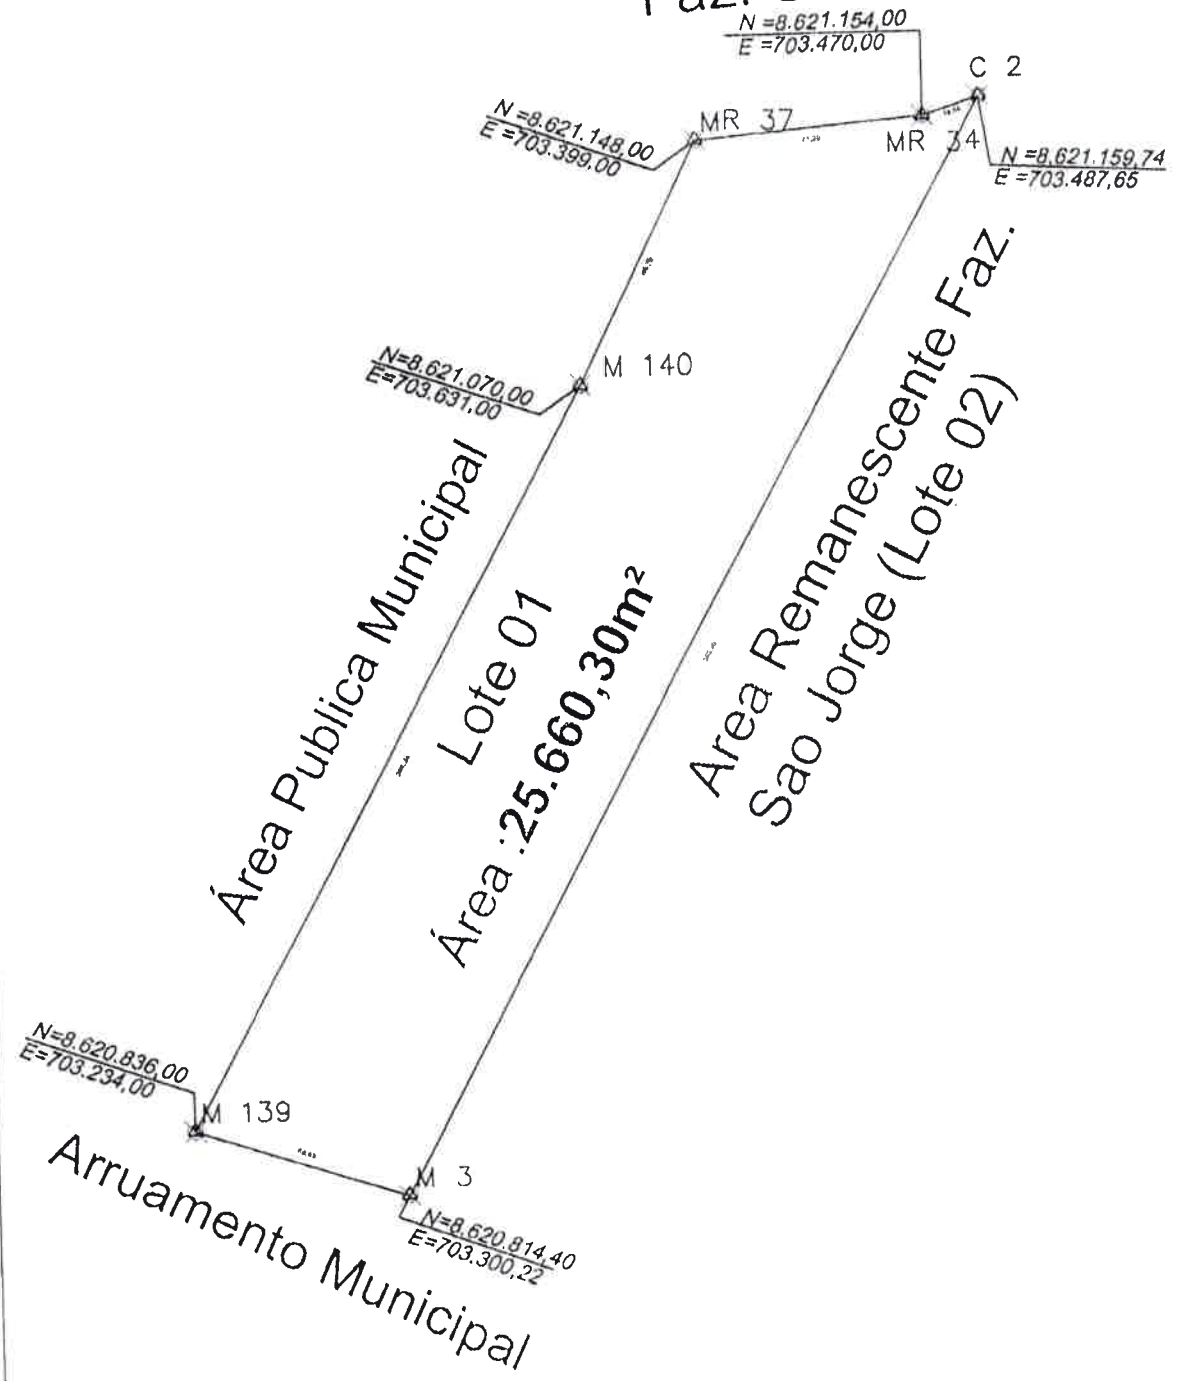 Faz.
N =8.621.154,00
E =703.470,00
C 2
N =8.621.148,00
E =703.399,00
MR 37
MR 34
N =8,621.159,74
E =703.487,65
N=8.621.070,00
E=703.631,00
M 140
Área Publica Municipal
Lote 01
Área :25.660,30m²
Area Remanescente Faz.
Sao Jorge (Lote 02)
N=8.620.836,00
E=703.234,00
M 139
M 3
N=8.620.814,40
E=703.300,22
Arruamento Municipal